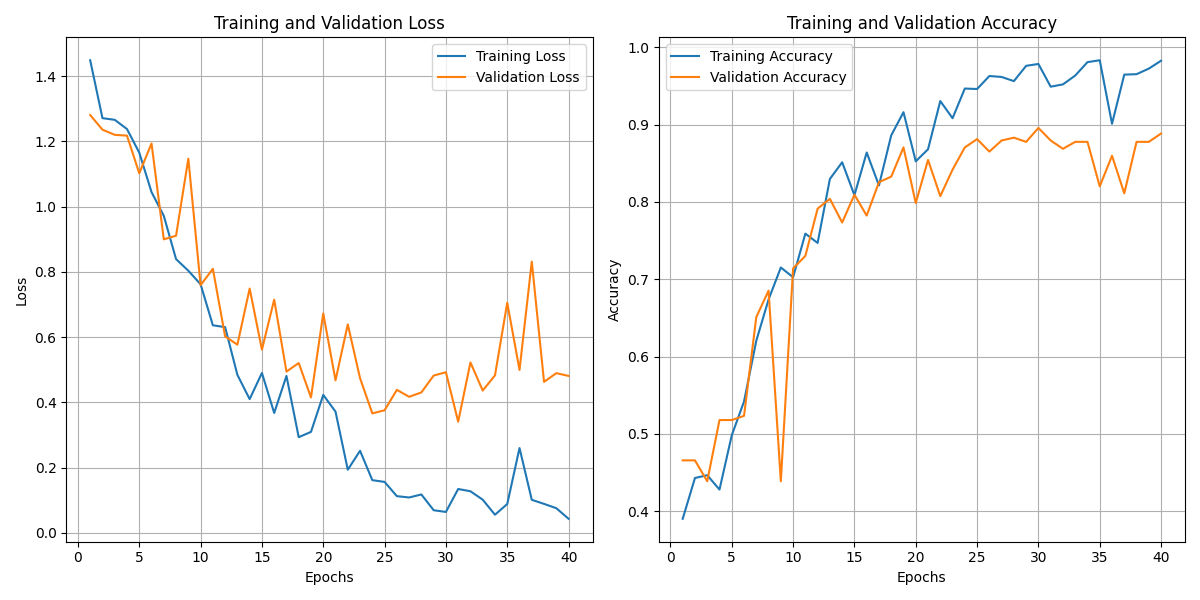 Training and Validation Loss
Training Loss
Validation Loss
1.4
1.2
1.0
0.8
0.6
0.4
0.2
0.0
Loss
0 5 10 15 20 25 30 35 40
Epochs
Training and Validation Accuracy
Training Accuracy
Validation Accuracy
1.0
0.9
0.8
0.7
0.6
0.5
0.4
Accuracy
0 5 10 15 20 25 30 35 40
Epochs